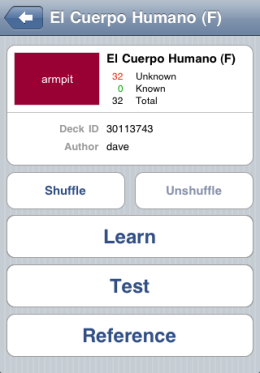 El Cuerpo Humano (F)
armpit
El Cuerpo Humano (F)
32 Unknown
0 Known
32 Total
Deck ID 30113743
Author dave
Shuffle
Unshuffle
Learn
Test
Reference